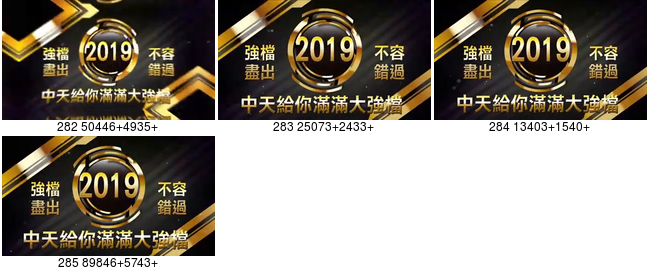 強檔 2019 不容
盡出 錯過
中天給你滿滿大強檔
282 50446+4935+
強檔 2019 不容
盡出 錯過
中天給你滿滿大強檔
283 25073+2433+
強檔 2019 不容
盡出 錯過
中天給你滿滿大強檔
284 13403+1540+
強檔 2019 不容
盡出 錯過
中天給你滿滿大強檔
285 89846+5743+